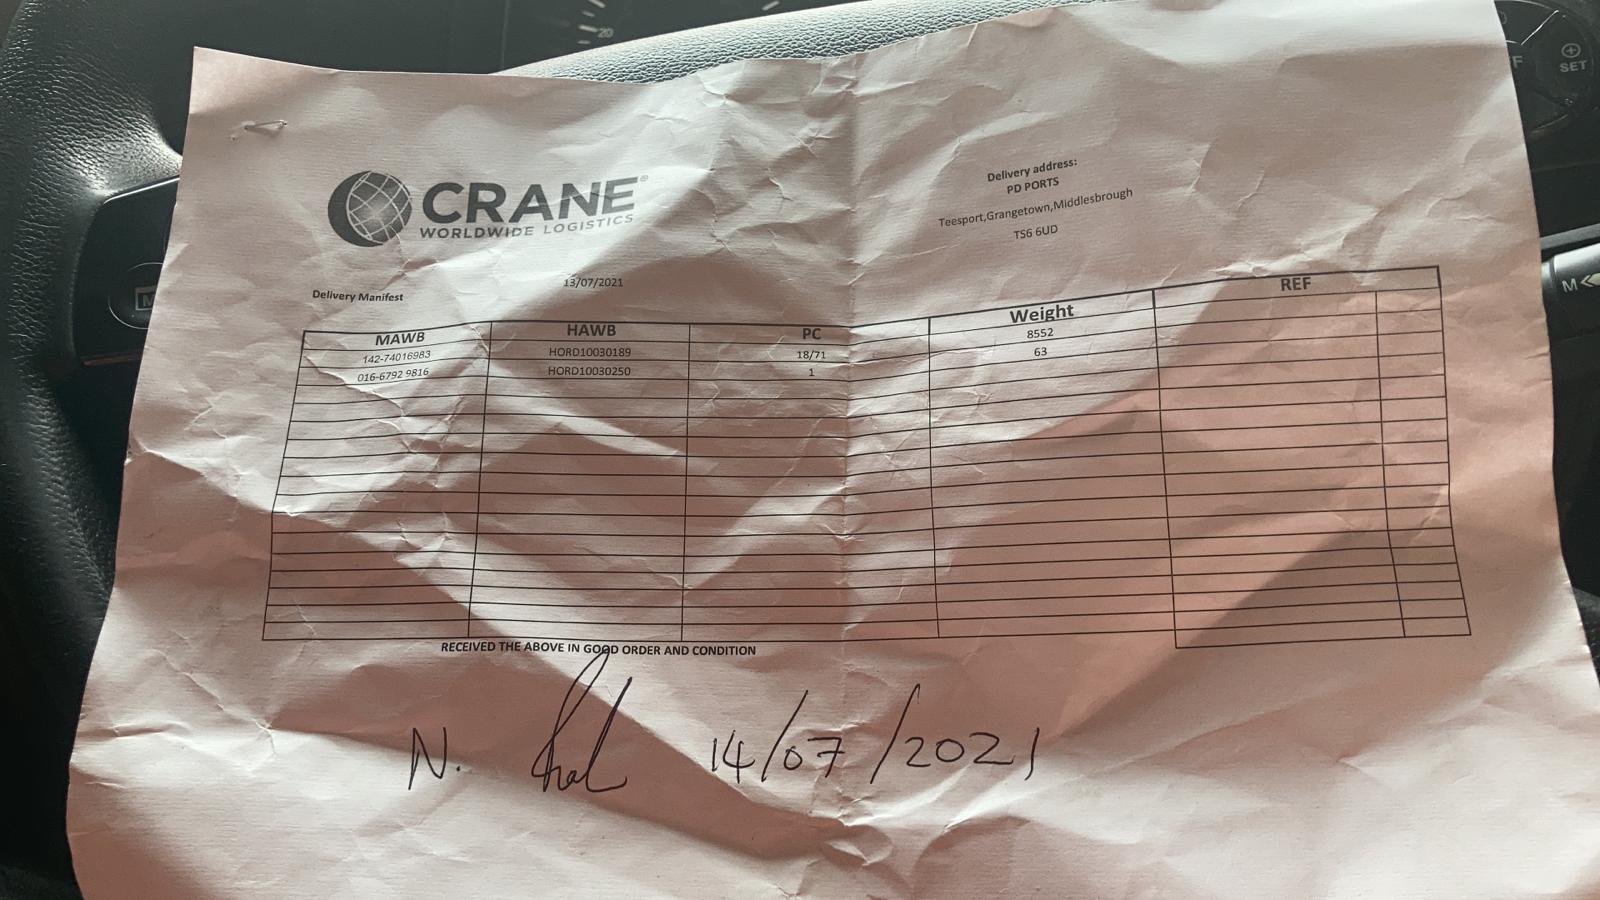 20
SET
CRANE®
WORLDWIDE LOGISTICS
Delivery address:
PD PORTS
Teesport,Grangetown,Middlesbrough
TS6 6UD
13/07/2021
Delivery Manifest
MAWB HAWB PC Weight REF
142-74016983 HORD10030189 18/71 8552
016-6792 9816 HORD10030250 1 63
RECEIVED THE ABOVE IN GOOD ORDER AND CONDITION
N. 14/07/2021
M